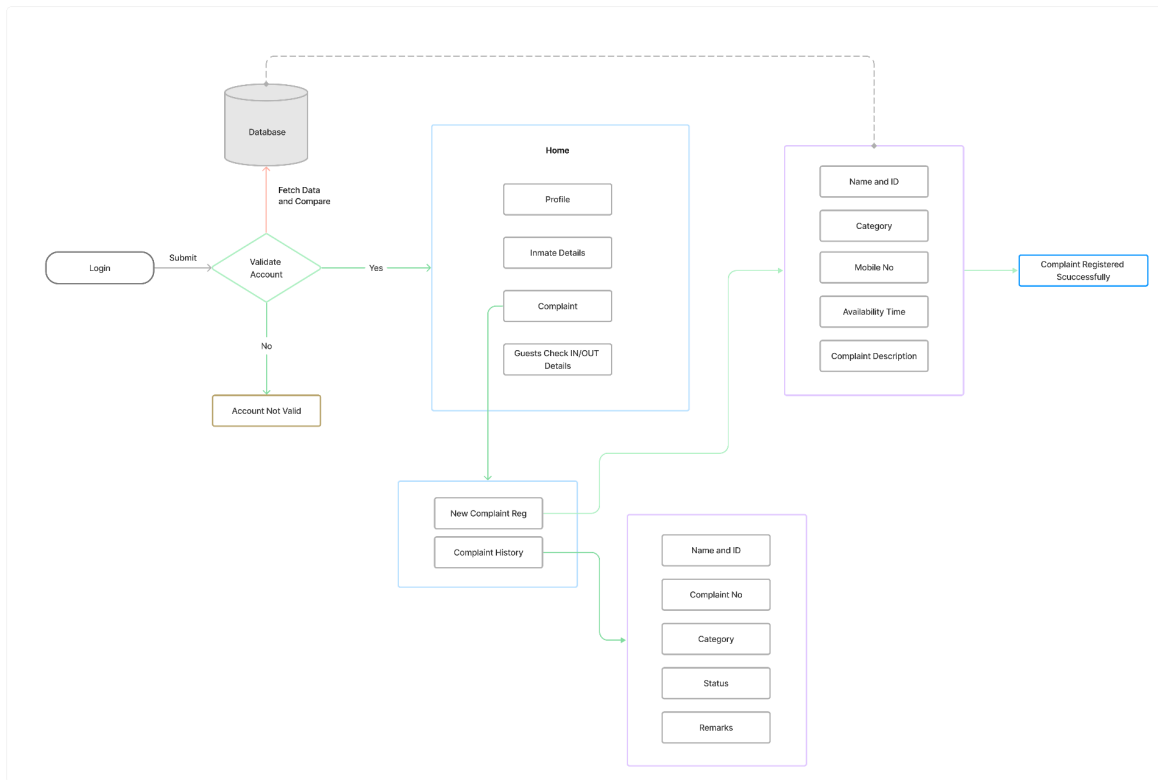 Database
Fetch Data
and Compare
Login
Submit
Validate
Account
Yes
No
Account Not Valid
Home
Profile
Inmate Details
Complaint
Guests Check IN/OUT
Details
New Complaint Reg
Complaint History
Name and ID
Category
Mobile No
Availability Time
Complaint Description
Complaint Registered
Scuccessfully
Name and ID
Complaint No
Category
Status
Remarks